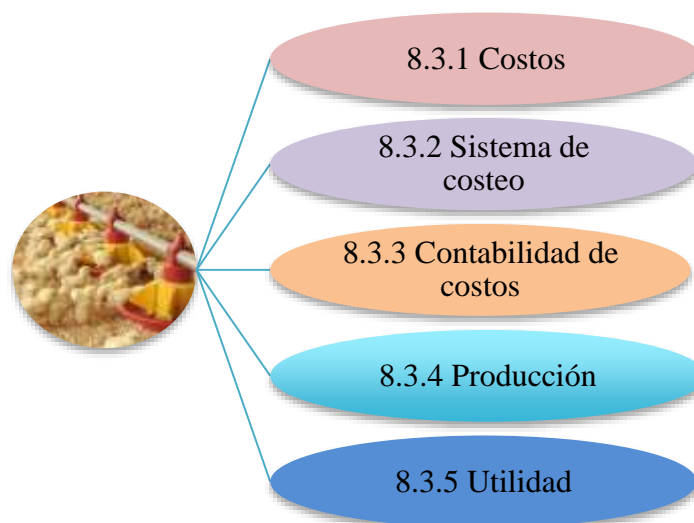 8.3.1 Costos
8.3.2 Sistema de
costeo
8.3.3 Contabilidad de
costos
8.3.4 Producción
8.3.5 Utilidad